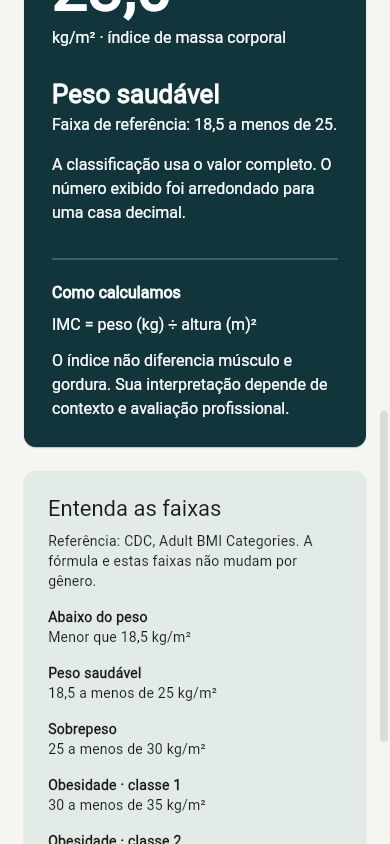 kg/m² · índice de massa corporal
Peso saudável
Faixa de referência: 18,5 a menos de 25.
A classificação usa o valor completo. O
número exibido foi arredondado para
uma casa decimal.
Como calculamos
IMC = peso (kg) ÷ altura (m)²
O índice não diferencia músculo e
gordura. Sua interpretação depende de
contexto e avaliação profissional.
Entenda as faixas
Referência: CDC, Adult BMI Categories. A
fórmula e estas faixas não mudam por
gênero.
Abaixo do peso
Menor que 18,5 kg/m²
Peso saudável
18,5 a menos de 25 kg/m²
Sobrepeso
25 a menos de 30 kg/m²
Obesidade · classe 1
30 a menos de 35 kg/m²
Obesidade · classe 2